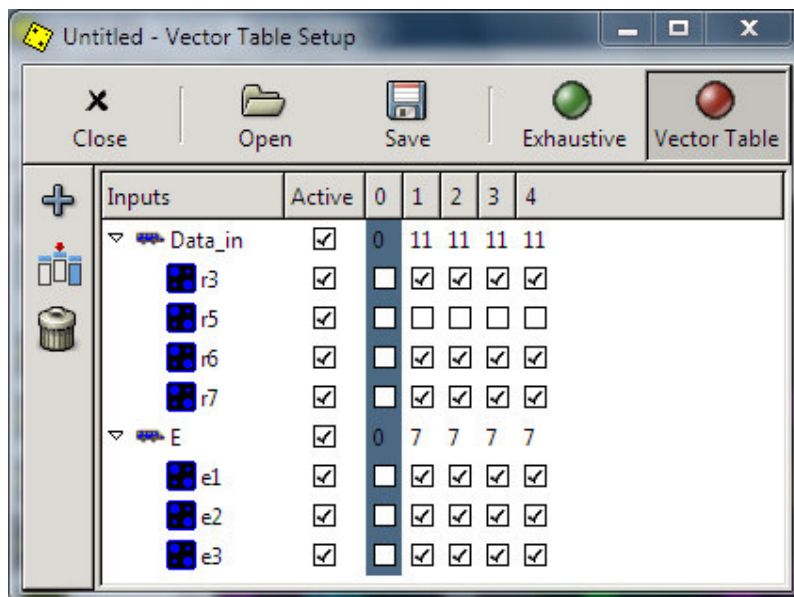 Untitled - Vector Table Setup
Close Open Save Exhaustive Vector Table
Inputs Active 0 1 2 3 4
Data_in 0 11 11 11 11
r3
r5
r6
r7
E 0 7 7 7 7
e1
e2
e3